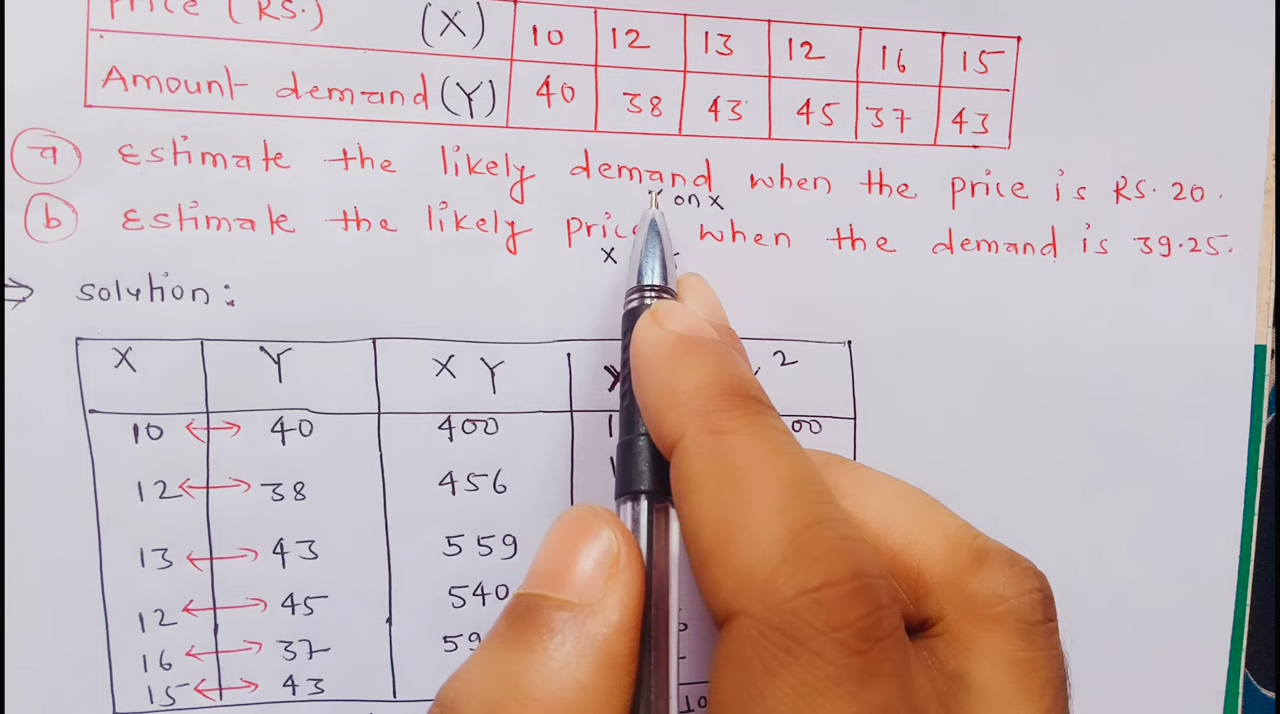 Price (RS.) (X) 10 12 13 12 16 15
Amount demand (Y) 40 38 43 45 37 43
a Estimate the likely demand when the price is RS. 20.
Y on X
b Estimate the likely price when the demand is 39.25.
X
⇒ solution:
X Y XY 2
10 ↔ 40 400 00
12 ↔ 38 456
13 ↔ 43 559
12 ↔ 45 540
16 ↔ 37
15 ↔ 43